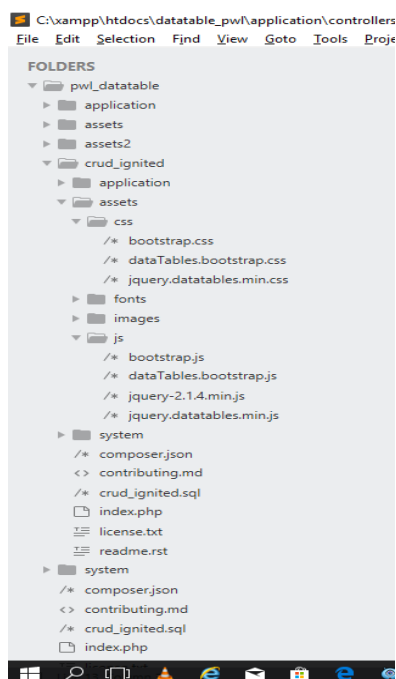 C:\xampp\htdocs\datatable_pwl\application\controllers
File Edit Selection Find View Goto Tools Proje
FOLDERS
pwl_datatable
application
assets
assets2
crud_ignited
application
assets
css
/* bootstrap.css
/* dataTables.bootstrap.css
/* jquery.datatables.min.css
fonts
images
js
/* bootstrap.js
/* dataTables.bootstrap.js
/* jquery-2.1.4.min.js
/* jquery.datatables.min.js
system
/* composer.json
<> contributing.md
/* crud_ignited.sql
index.php
license.txt
readme.rst
system
/* composer.json
<> contributing.md
/* crud_ignited.sql
index.php